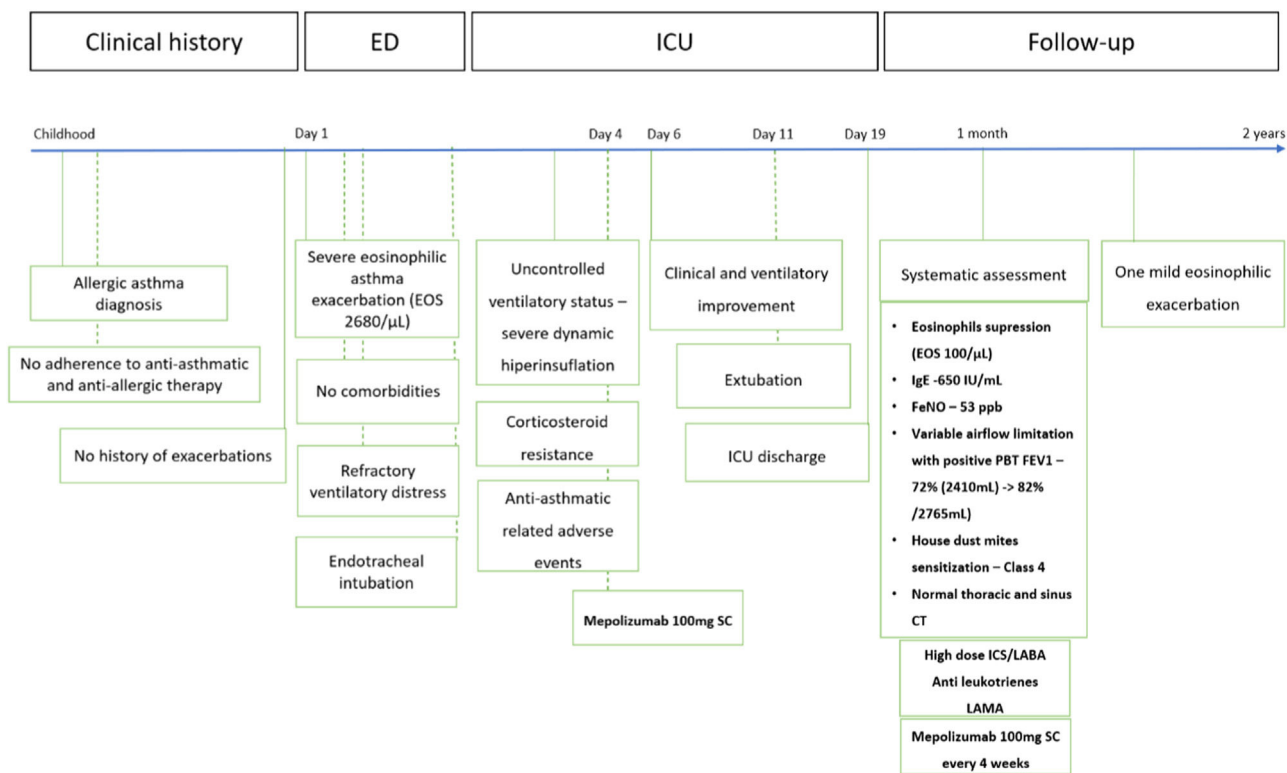 Clinical history
ED
ICU
Follow-up
Childhood
Day 1
Day 4
Day 6
Day 11
Day 19
1 month
2 years
Allergic asthma
diagnosis
No adherence to anti-asthmatic
and anti-allergic therapy
No history of exacerbations
Severe eosinophilic
asthma
exacerbation (EOS
2680/µL)
No comorbidities
Refractory
ventilatory distress
Endotracheal
intubation
Uncontrolled
ventilatory status –
severe dynamic
hiperinsuflation
Corticosteroid
resistance
Anti-asthmatic
related adverse
events
Mepolizumab 100mg SC
Clinical and ventilatory
improvement
Extubation
ICU discharge
Systematic assessment
• Eosinophils supression
(EOS 100/µL)
• IgE -650 IU/mL
• FeNO – 53 ppb
• Variable airflow limitation
with positive PBT FEV1 –
72% (2410mL) -> 82%
/2765mL)
• House dust mites
sensitization – Class 4
• Normal thoracic and sinus
CT
High dose ICS/LABA
Anti leukotrienes
LAMA
Mepolizumab 100mg SC
every 4 weeks
One mild eosinophilic
exacerbation